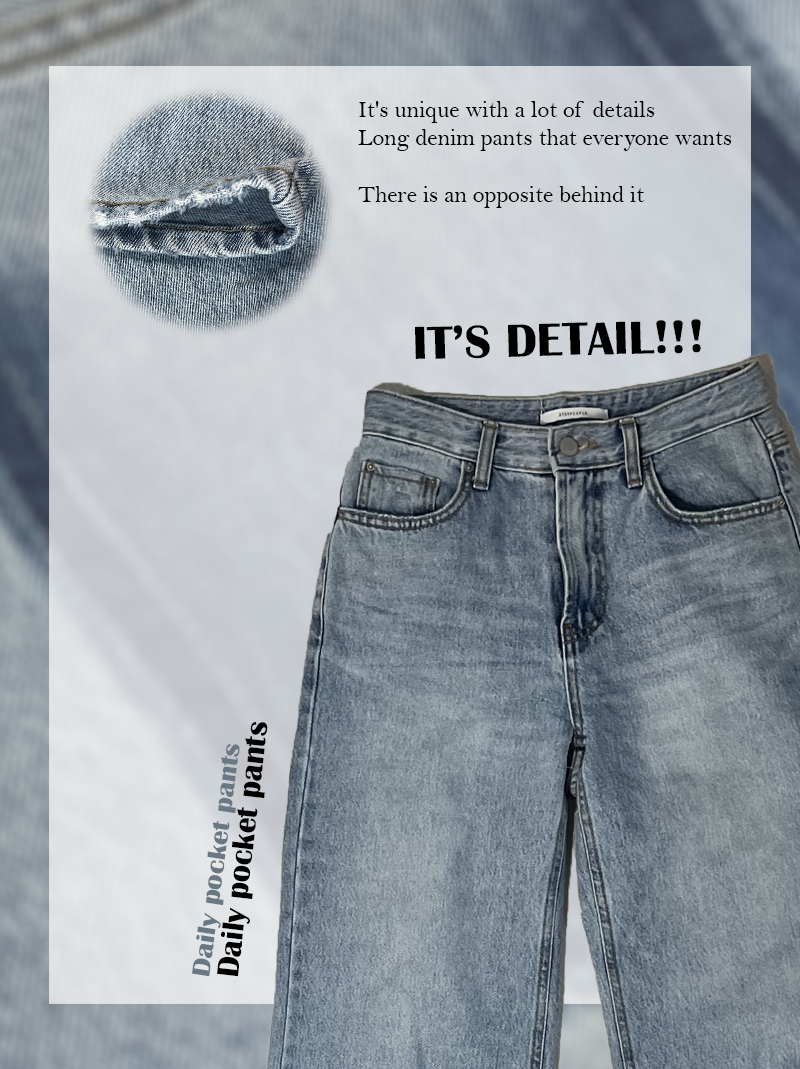 It's unique with a lot of details
Long denim pants that everyone wants
There is an opposite behind it
IT'S DETAIL!!!
Daily pocket pants
Daily pocket pants